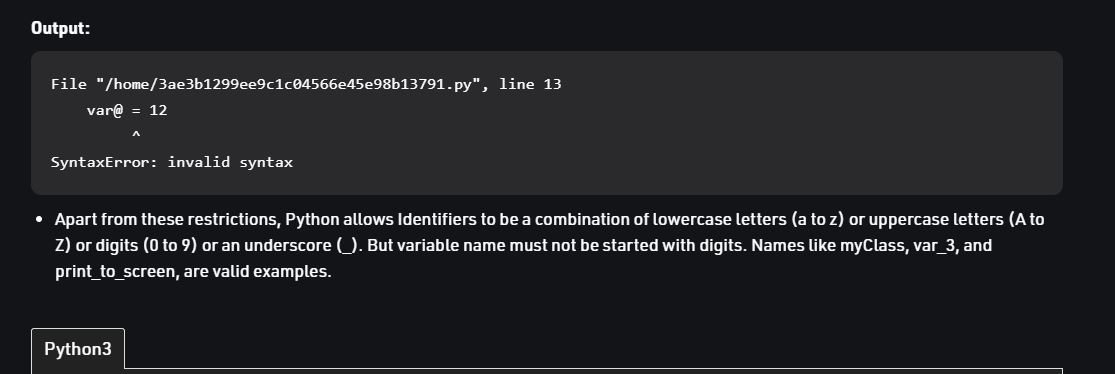 Output:
File "/home/3ae3b1299ee9c1c04566e45e98b13791.py", line 13
var@ = 12
^
SyntaxError: invalid syntax
• Apart from these restrictions, Python allows Identifiers to be a combination of lowercase letters (a to z) or uppercase letters (A to
Z) or digits (0 to 9) or an underscore (_). But variable name must not be started with digits. Names like myClass, var_3, and
print_to_screen, are valid examples.
Python3